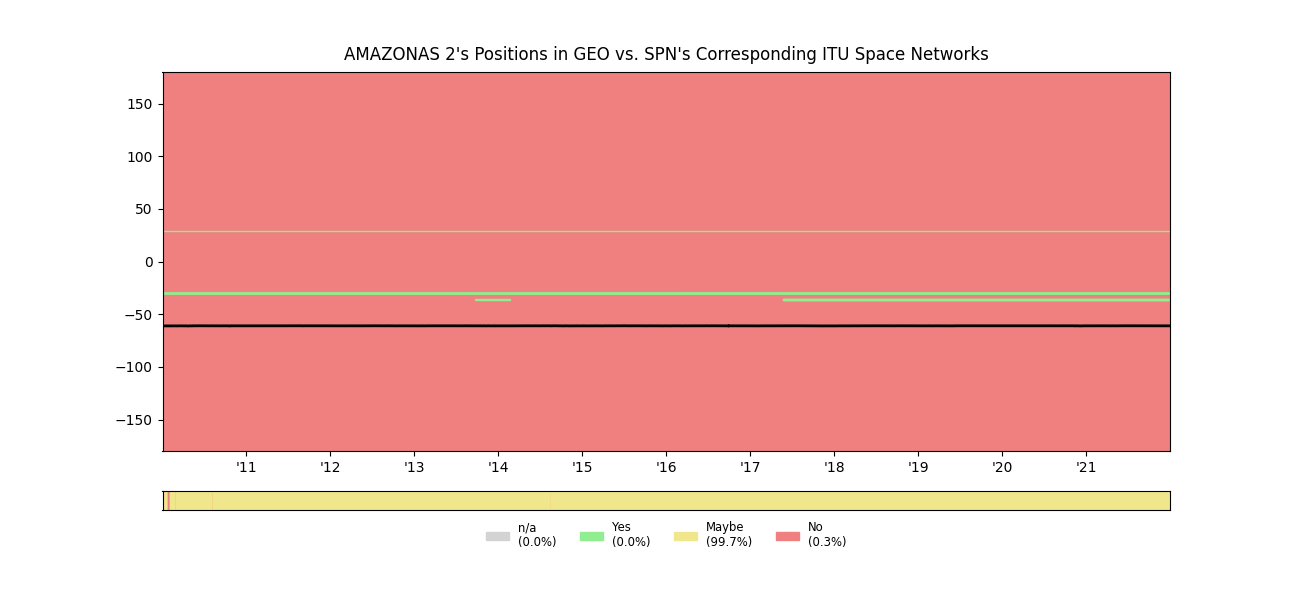 AMAZONAS 2's Positions in GEO vs. SPN's Corresponding ITU Space Networks
150
100
50
0
−50
−100
−150
'11 '12 '13 '14 '15 '16 '17 '18 '19 '20 '21
n/a Yes Maybe No
(0.0%) (0.0%) (99.7%) (0.3%)